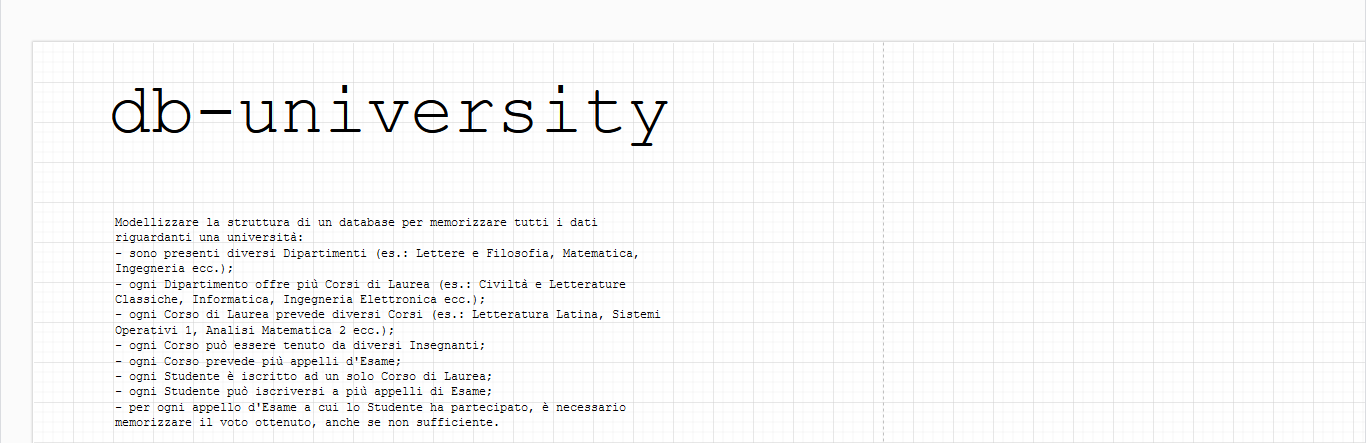 db-university
Modellizzare la struttura di un database per memorizzare tutti i dati
riguardanti una università:
- sono presenti diversi Dipartimenti (es.: Lettere e Filosofia, Matematica,
Ingegneria ecc.);
- ogni Dipartimento offre più Corsi di Laurea (es.: Civiltà e Letterature
Classiche, Informatica, Ingegneria Elettronica ecc.);
- ogni Corso di Laurea prevede diversi Corsi (es.: Letteratura Latina, Sistemi
Operativi 1, Analisi Matematica 2 ecc.);
- ogni Corso può essere tenuto da diversi Insegnanti;
- ogni Corso prevede più appelli d'Esame;
- ogni Studente è iscritto ad un solo Corso di Laurea;
- ogni Studente può iscriversi a più appelli di Esame;
- per ogni appello d'Esame a cui lo Studente ha partecipato, è necessario
memorizzare il voto ottenuto, anche se non sufficiente.